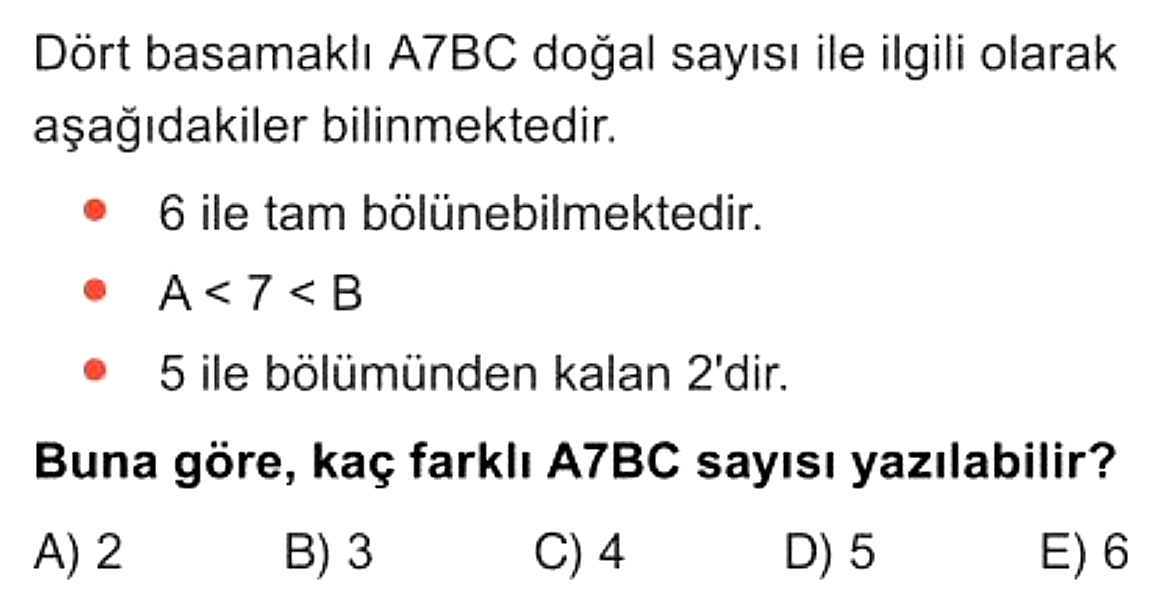 Dört basamaklı A7BC doğal sayısı ile ilgili olarak
aşağıdakiler bilinmektedir.
• 6 ile tam bölünebilmektedir.
• A < 7 < B
• 5 ile bölümünden kalan 2'dir.
Buna göre, kaç farklı A7BC sayısı yazılabilir?
A) 2 B) 3 C) 4 D) 5 E) 6